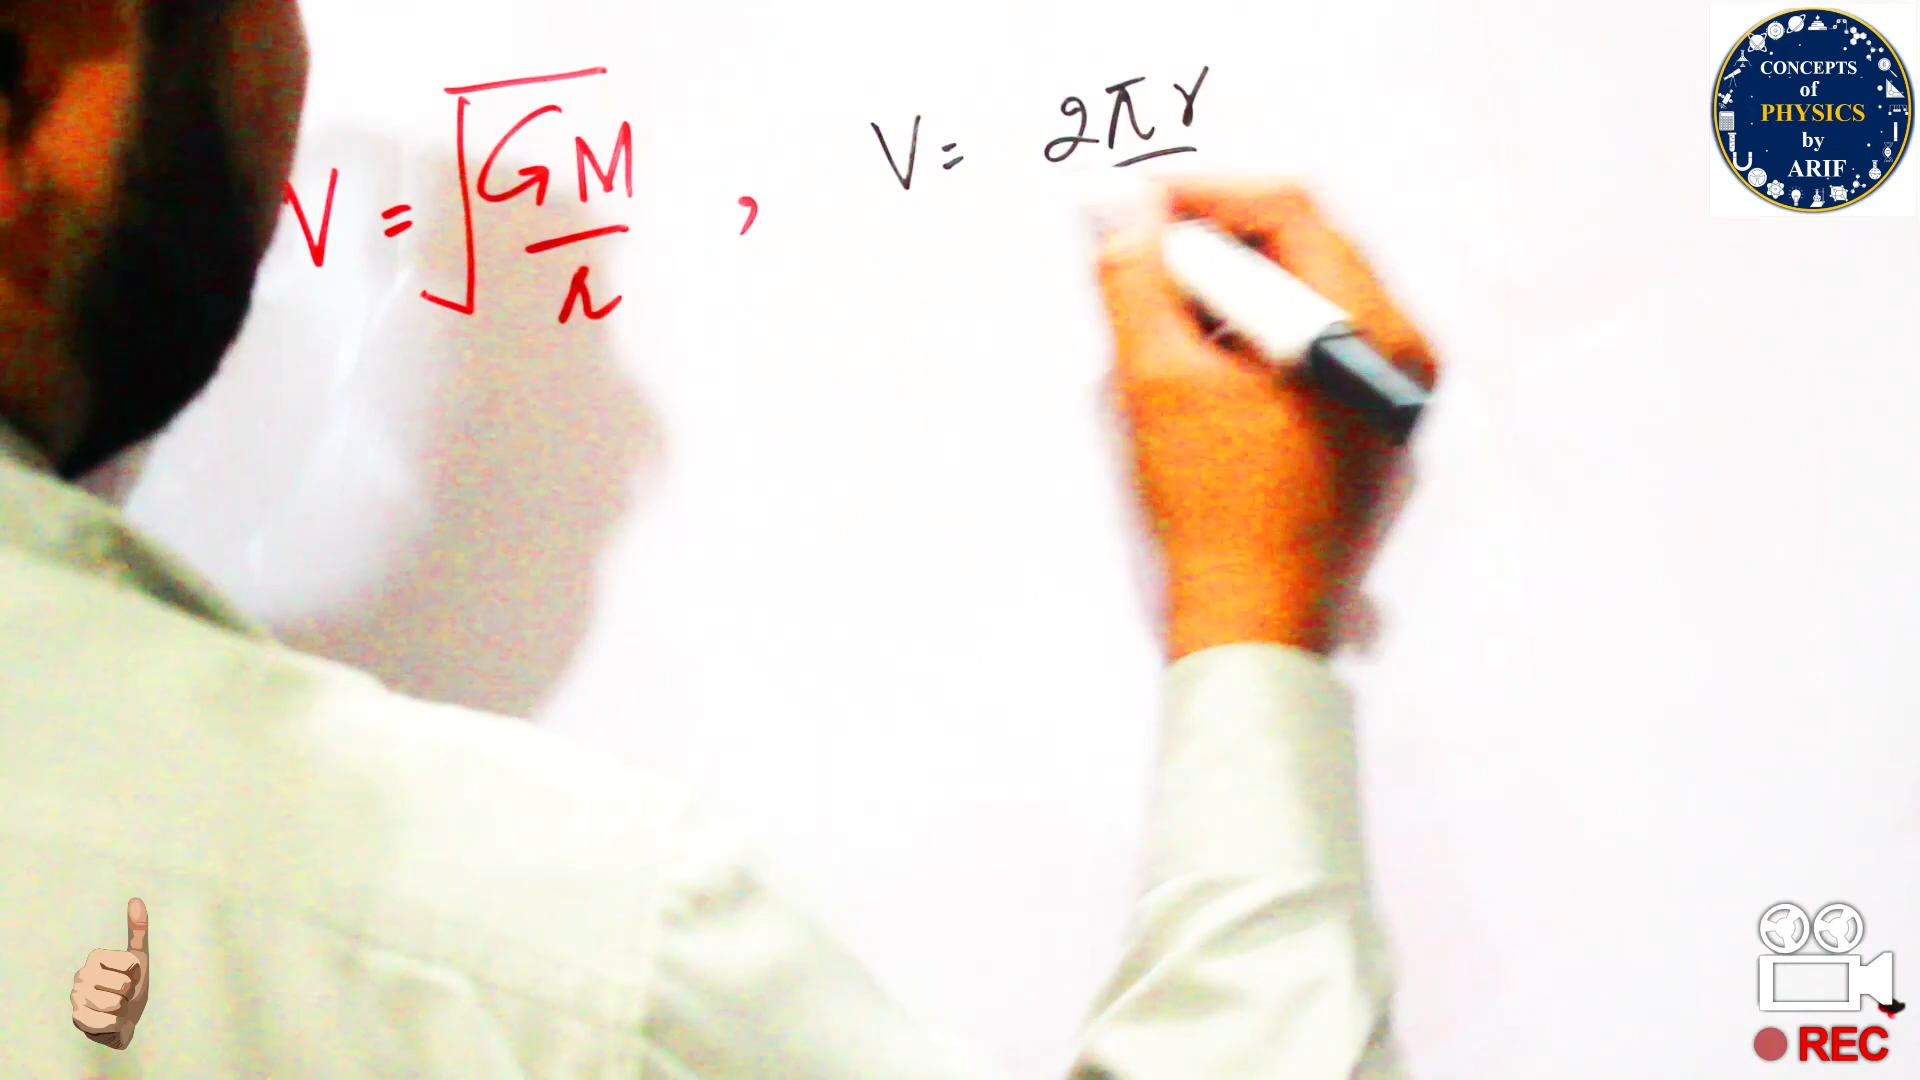 V = √GM/r , V = 2πr
CONCEPTS
of
PHYSICS
by
ARIF
REC